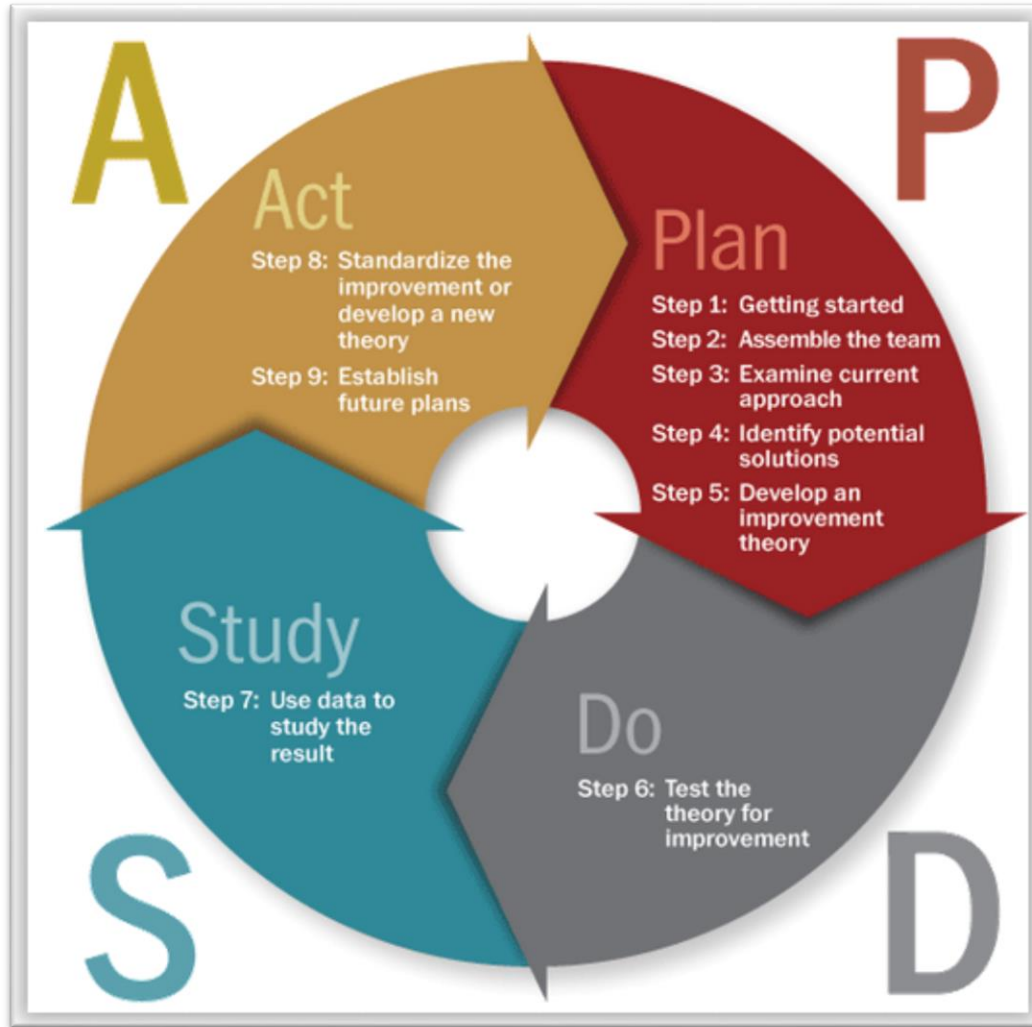 A
P
Act
Step 8: Standardize the
improvement or
develop a new
theory
Step 9: Establish
future plans
Plan
Step 1: Getting started
Step 2: Assemble the team
Step 3: Examine current
approach
Step 4: Identify potential
solutions
Step 5: Develop an
improvement
theory
Study
Step 7: Use data to
study the
result
Do
Step 6: Test the
theory for
improvement
S
D